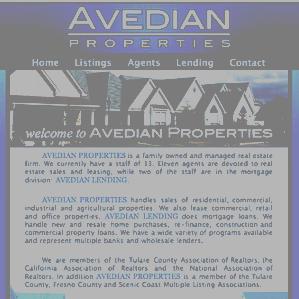 AVEDIAN
PROPERTIES
Home Listings Agents Lending Contact
welcome to AVEDIAN PROPERTIES
AVEDIAN PROPERTIES is a family owned and managed real estate
firm. We currently have a staff of 13. Eleven agents are devoted to real
estate sales and leasing, while two of the staff are in the mortgage
division- AVEDIAN LENDING.
AVEDIAN PROPERTIES handles sales of residential, commercial,
industrial and agricultural properties. We also lease commercial, retail
and office properties. AVEDIAN LENDING does mortgage loans. We
handle new and resale home purchases, re-finance, construction and
commercial property loans. We have a wide variety of programs available
and represent multiple banks and wholesale lenders.
We are members of the Tulare County Association of Realtors, the
California Association of Realtors and the National Association of
Realtors. In addition AVEDIAN PROPERTIES is a member of the Tulare
County, Fresno County and Scenic Coast Multiple Listing Associations.